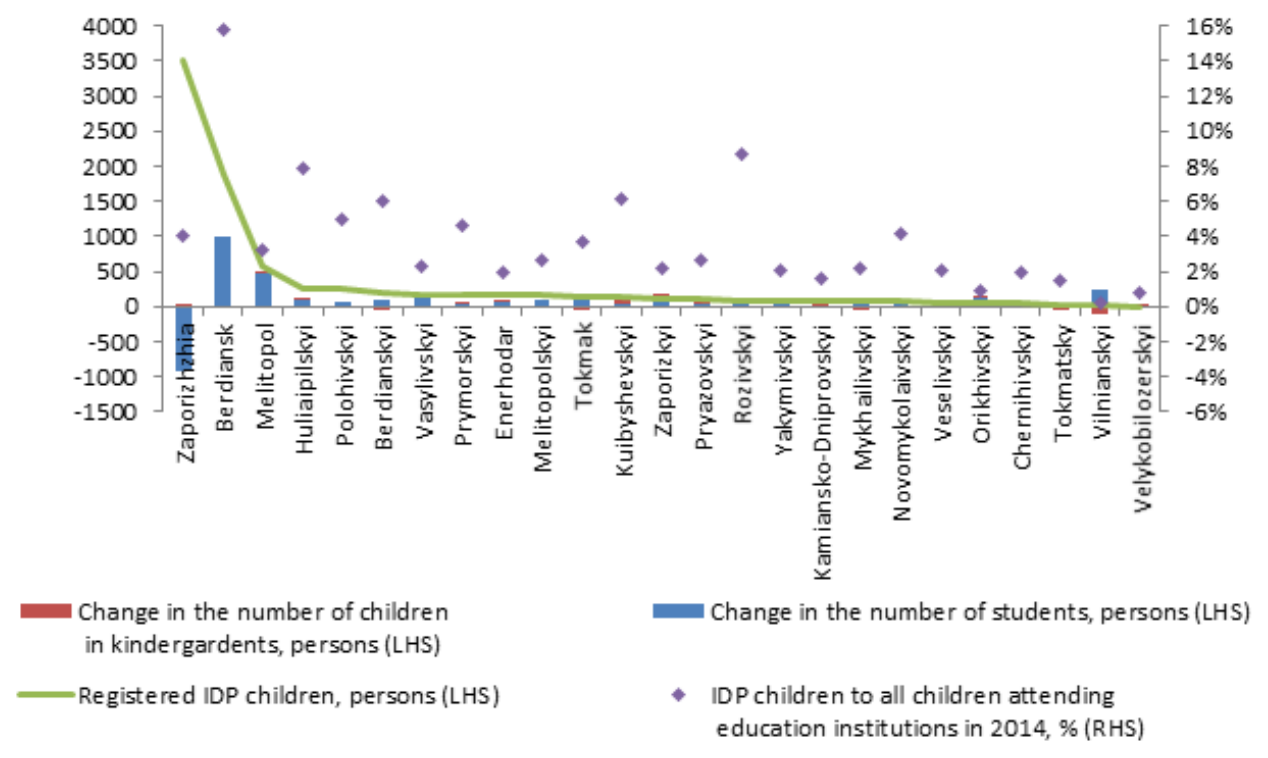 4000
3500
3000
2500
2000
1500
1000
500
0
-500
-1000
-1500
16%
14%
12%
10%
8%
6%
4%
2%
0%
-2%
-4%
-6%
Zaporizhzhia
Berdiansk
Melitopol
Huliaipilskyi
Polohivskyi
Berdianskyi
Vasylivskyi
Prymorskyi
Enerhodar
Melitopolskyi
Tokmak
Kubyshevskyi
Zaporizkyi
Pryazovskyi
Rozivskyi
Yakymivskyi
Kamiansko-Dniprovzkyi
Mykhailivskyi
Novomykolaivskyi
Veselivskyi
Orikhivskyi
Chernihivskyi
Tokmatsky
Vilnianskyi
Velykobilozerskyi
Change in the number of children
in kindergardents, persons (LHS)
Change in the number of students, persons (LHS)
Registered IDP children, persons (LHS)
IDP children to all children attending
education institutions in 2014, % (RHS)